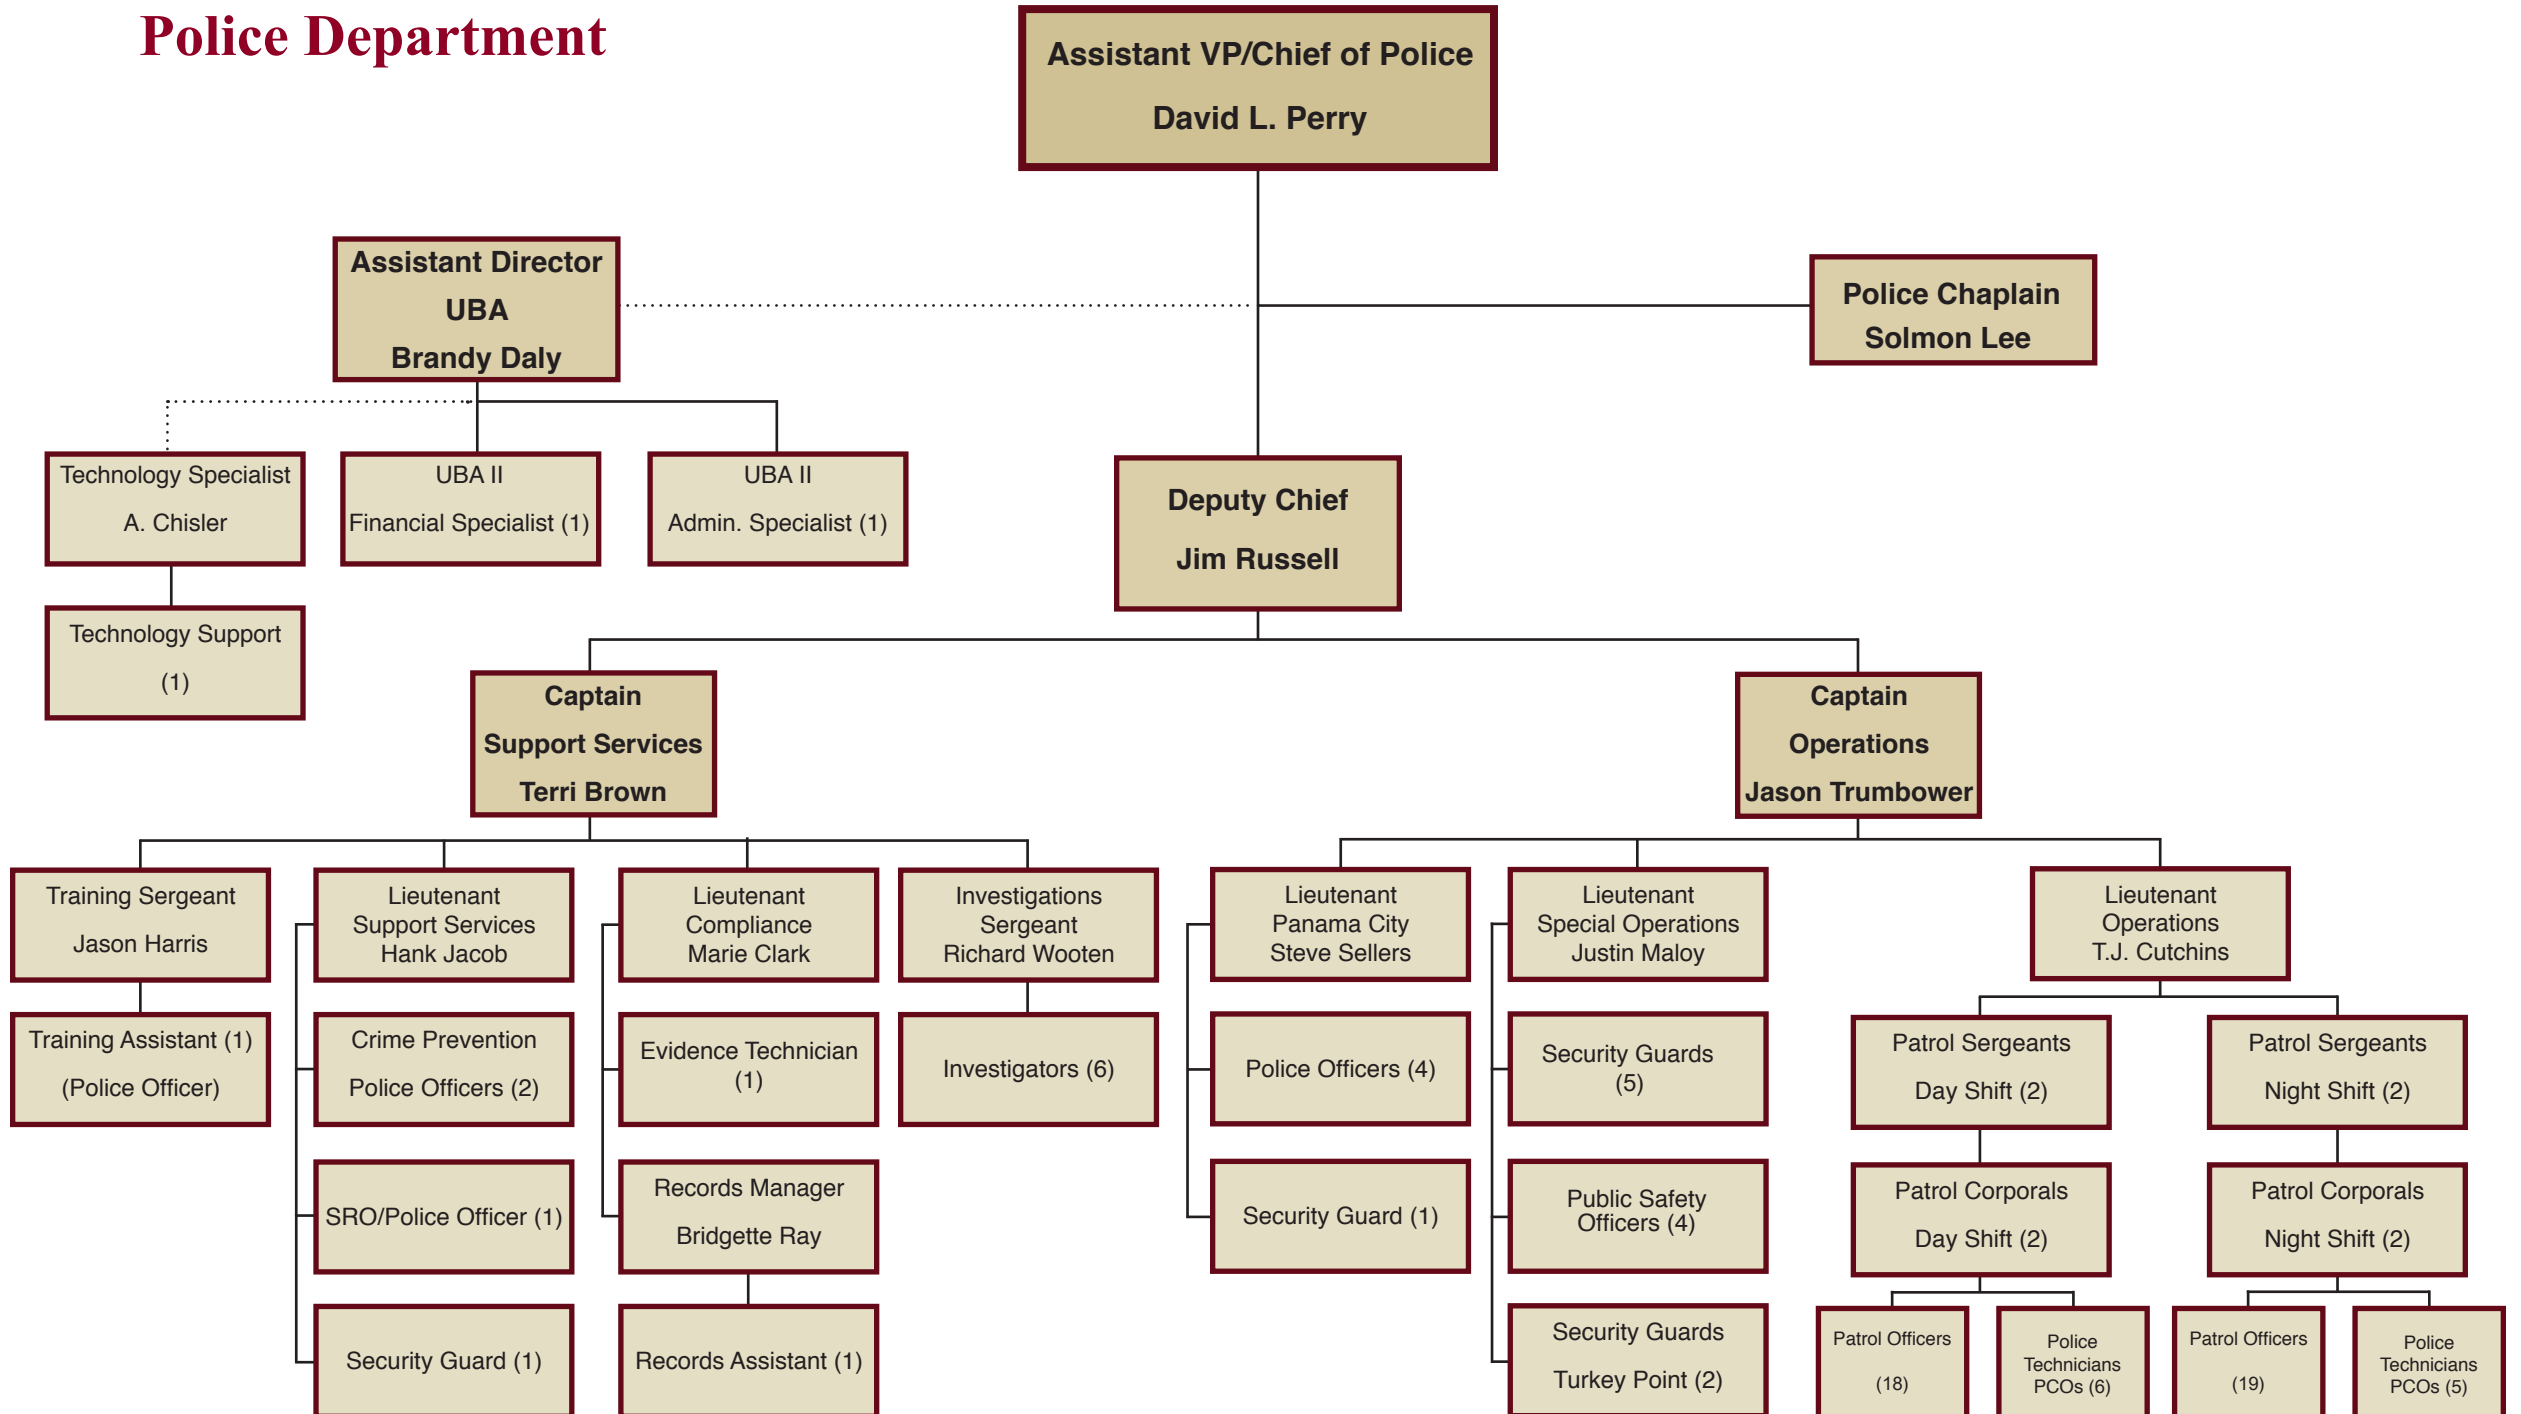 Police Department
Assistant VP/Chief of Police
David L. Perry
Assistant Director
UBA
Brandy Daly
Police Chaplain
Solmon Lee
Technology Specialist
A. Chisler
UBA II
Financial Specialist (1)
UBA II
Admin. Specialist (1)
Deputy Chief
Jim Russell
Technology Support
(1)
Captain
Support Services
Terri Brown
Captain
Operations
Jason Trumbower
Training Sergeant
Jason Harris
Lieutenant
Support Services
Hank Jacob
Lieutenant
Compliance
Marie Clark
Investigations
Sergeant
Richard Wooten
Lieutenant
Panama City
Steve Sellers
Lieutenant
Special Operations
Justin Maloy
Lieutenant
Operations
T.J. Cutchins
Training Assistant (1)
(Police Officer)
Crime Prevention
Police Officers (2)
Evidence Technician
(1)
Investigators (6)
Police Officers (4)
Security Guards
(5)
Patrol Sergeants
Day Shift (2)
Patrol Sergeants
Night Shift (2)
SRO/Police Officer (1)
Records Manager
Bridgette Ray
Security Guard (1)
Public Safety
Officers (4)
Patrol Corporals
Day Shift (2)
Patrol Corporals
Night Shift (2)
Security Guard (1)
Records Assistant (1)
Security Guards
Turkey Point (2)
Patrol Officers
(18)
Police
Technicians
PCOs (6)
Patrol Officers
(19)
Police
Technicians
PCOs (5)